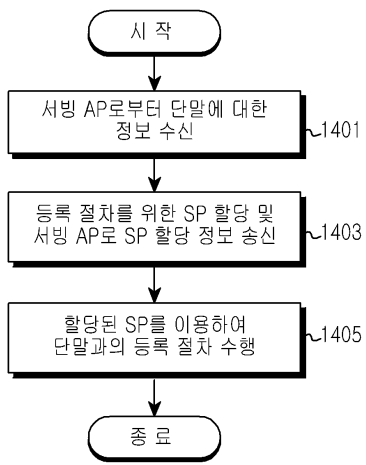 시 작
서빙 AP로부터 단말에 대한
정보 수신
1401
등록 절차를 위한 SP 할당 및
서빙 AP로 SP 할당 정보 송신
1403
할당된 SP를 이용하여
단말과의 등록 절차 수행
1405
종 료